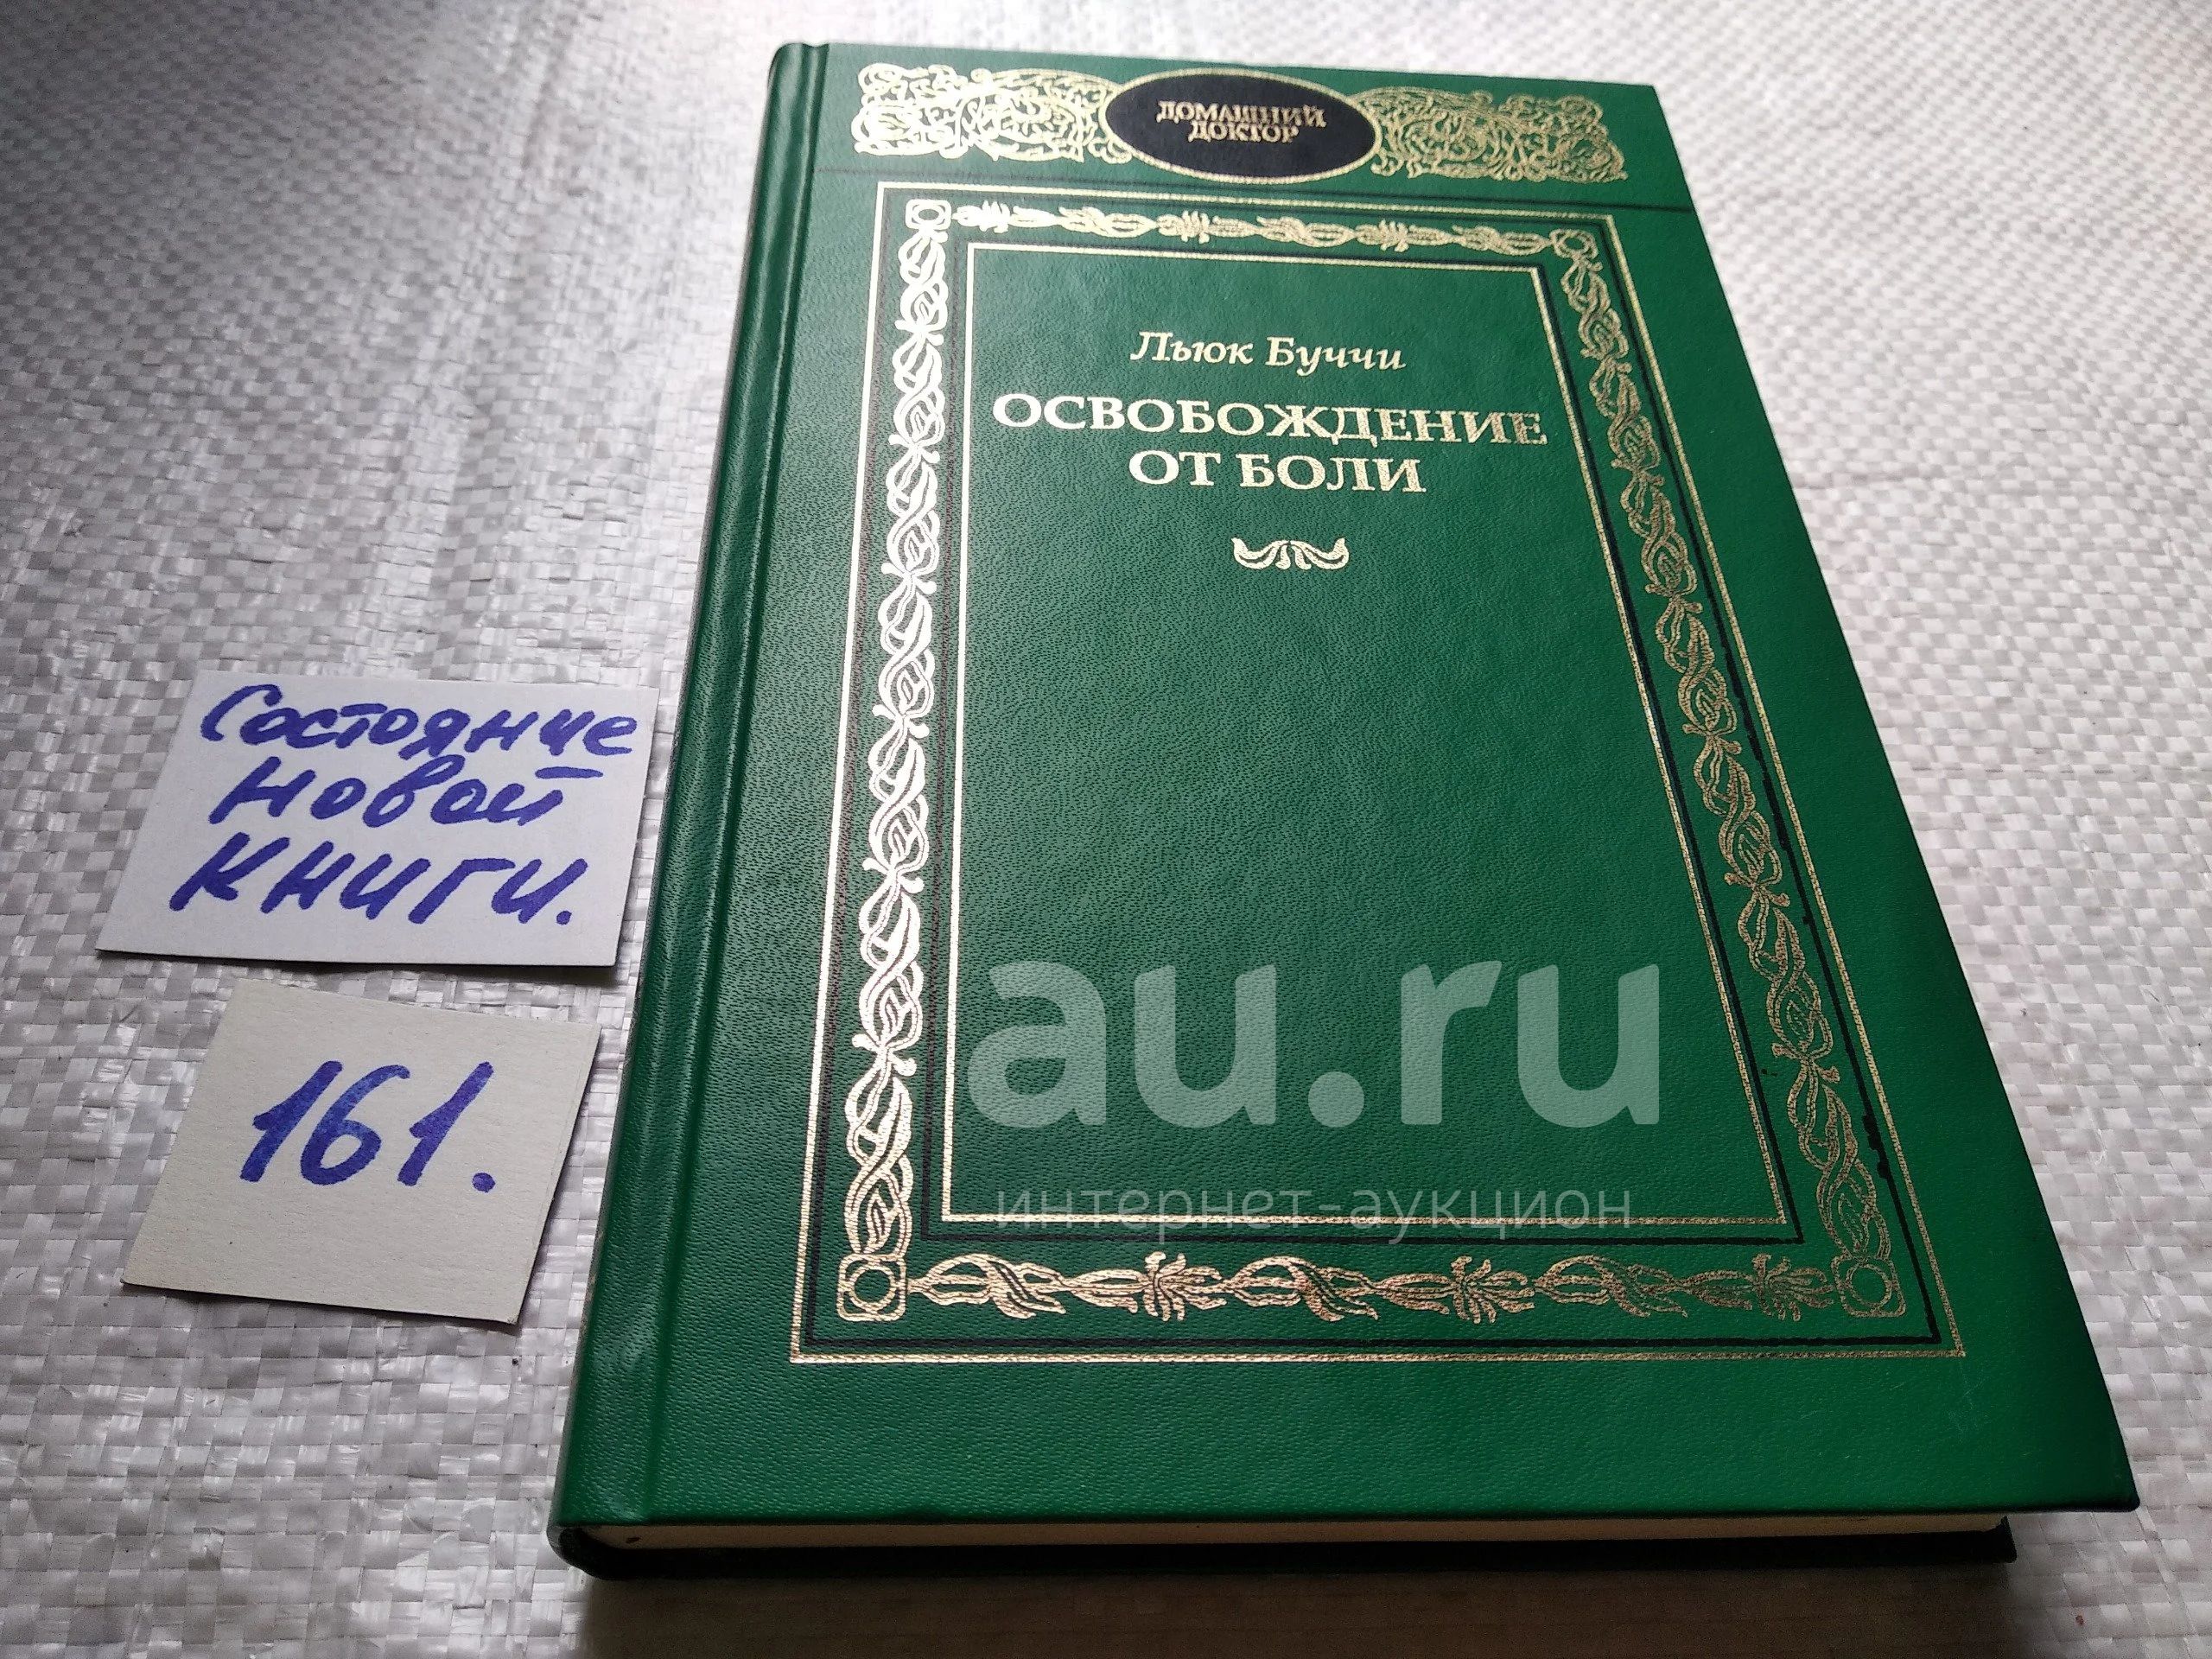 ДОМАШНИЙ
ДОКТОР
Льюк Буччи
ОСВОБОЖДЕНИЕ
ОТ БОЛИ
Состояние
новой
книги.
161.
au.ru
интернет-аукцион